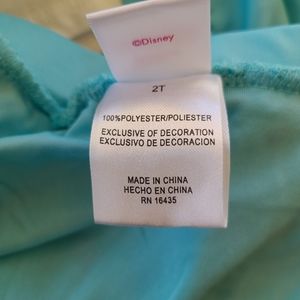 ©Disney
2T
100%POLYESTER/POLIESTER
EXCLUSIVE OF DECORATION
EXCLUSIVO DE DECORACION
MADE IN CHINA
HECHO EN CHINA
RN 16435